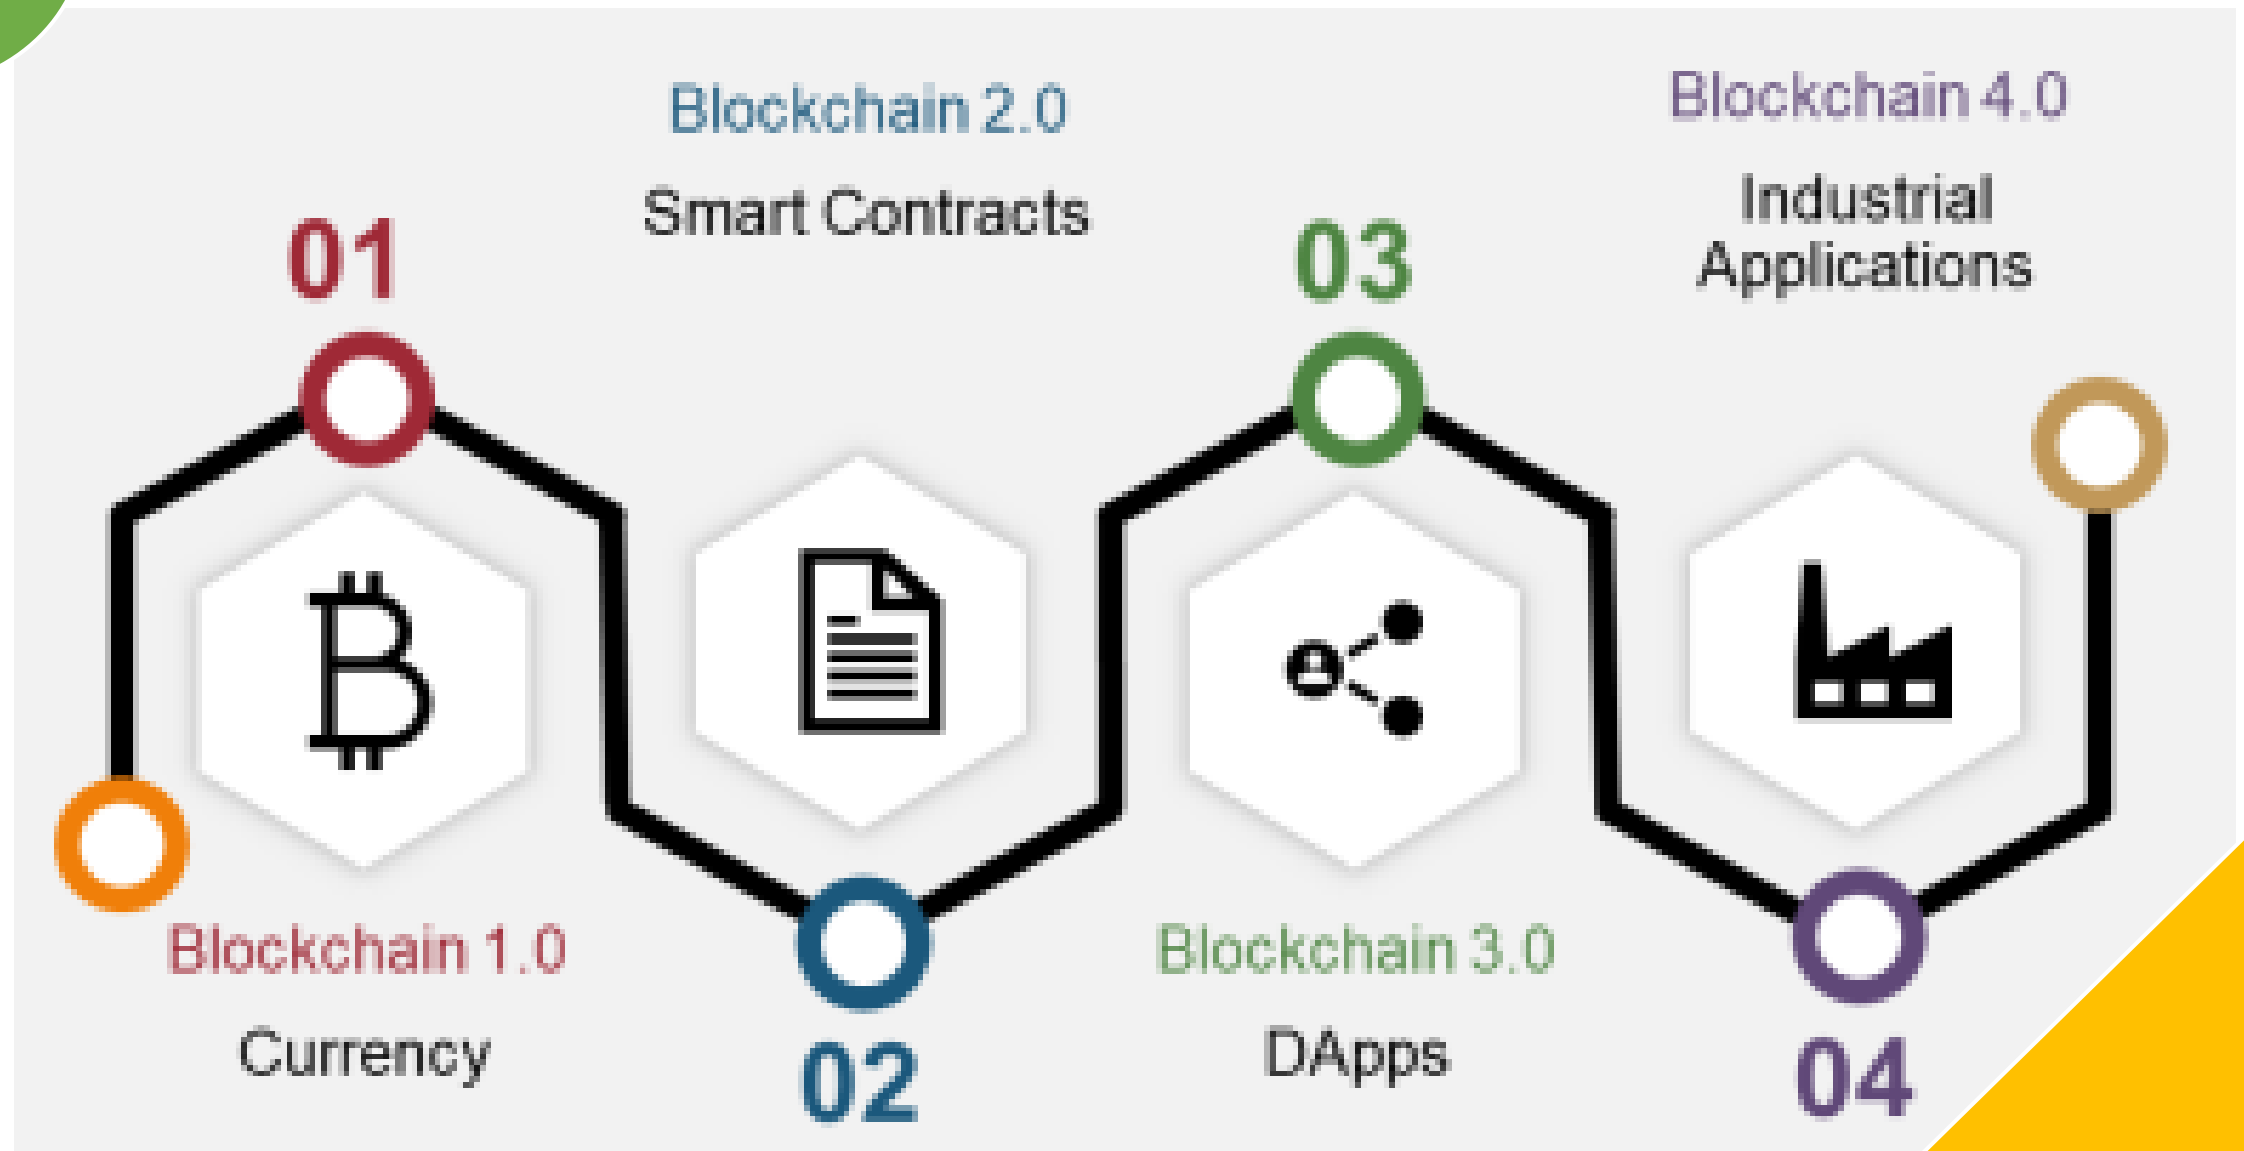 01
Blockchain 1.0
Currency
Blockchain 2.0
Smart Contracts
02
03
Blockchain 3.0
DApps
Blockchain 4.0
Industrial
Applications
04